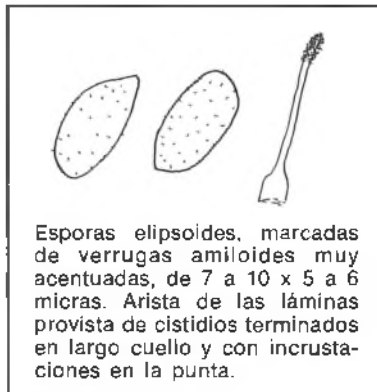 Esporas elipsoides, marcadas
de verrugas amiloides muy
acentuadas, de 7 a 10 x 5 a 6
micras. Arista de las láminas
provista de cistidios terminados
en largo cuello y con incrusta-
ciones en la punta.